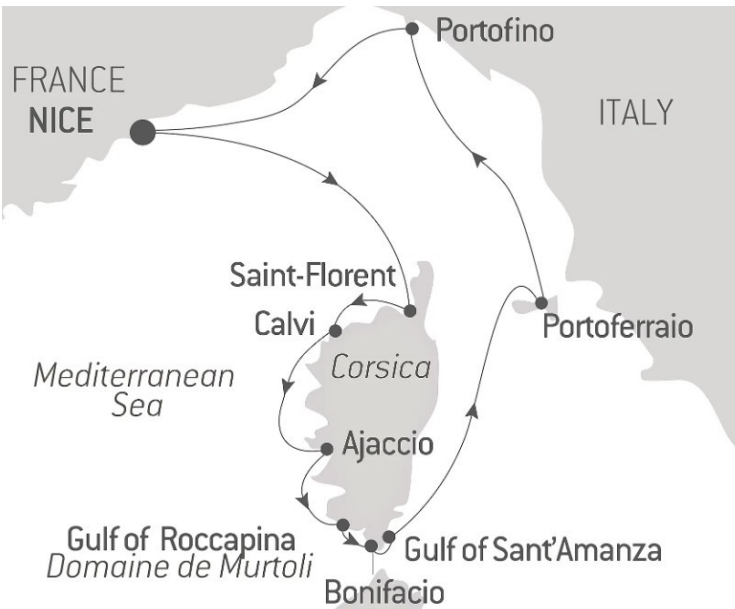 Portofino
FRANCE
NICE
ITALY
Saint-Florent
Calvi
Portoferraio
Corsica
Mediterranean
Sea
Ajaccio
Gulf of Roccapina
Domaine de Murtoli
Gulf of Sant'Amanza
Bonifacio